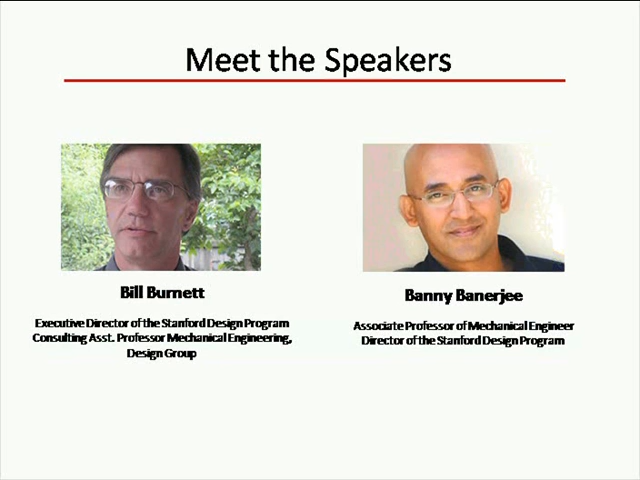 Meet the Speakers
Bill Burnett
Executive Director of the Stanford Design Program
Consulting Asst. Professor Mechanical Engineering,
Design Group
Banny Banerjee
Associate Professor of Mechanical Engineer
Director of the Stanford Design Program